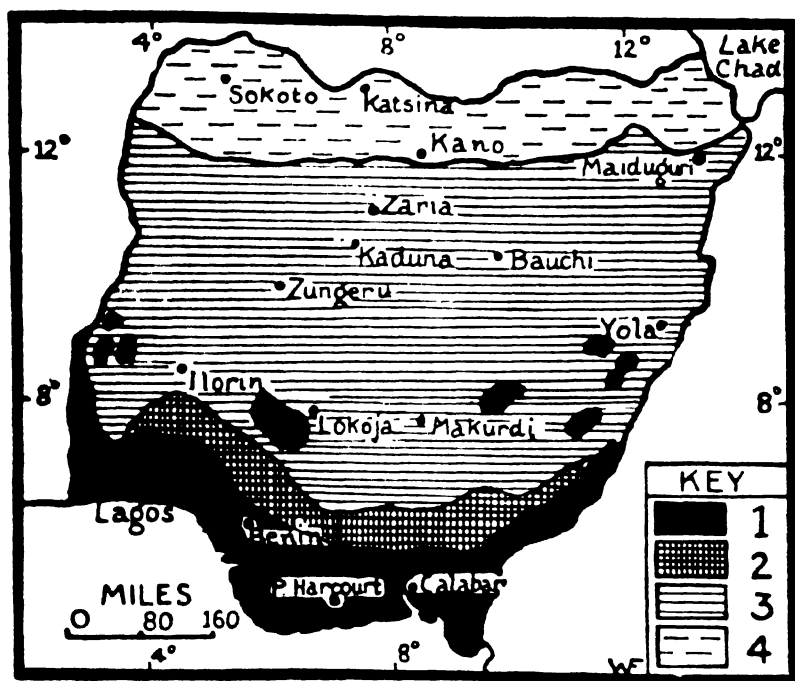 4° 8° 12° Lake
Chad
Sokoto
Katsina
12° Kano 12°
Maiduguri
Zaria
Kaduna Bauchi
Zungeru
Yola
8° Ilorin 8°
Lokoja Makurdi
KEY
Lagos 1
Benin
2
P. Harcourt Calabar
MILES 3
0 80 160
4
4° 8° WF